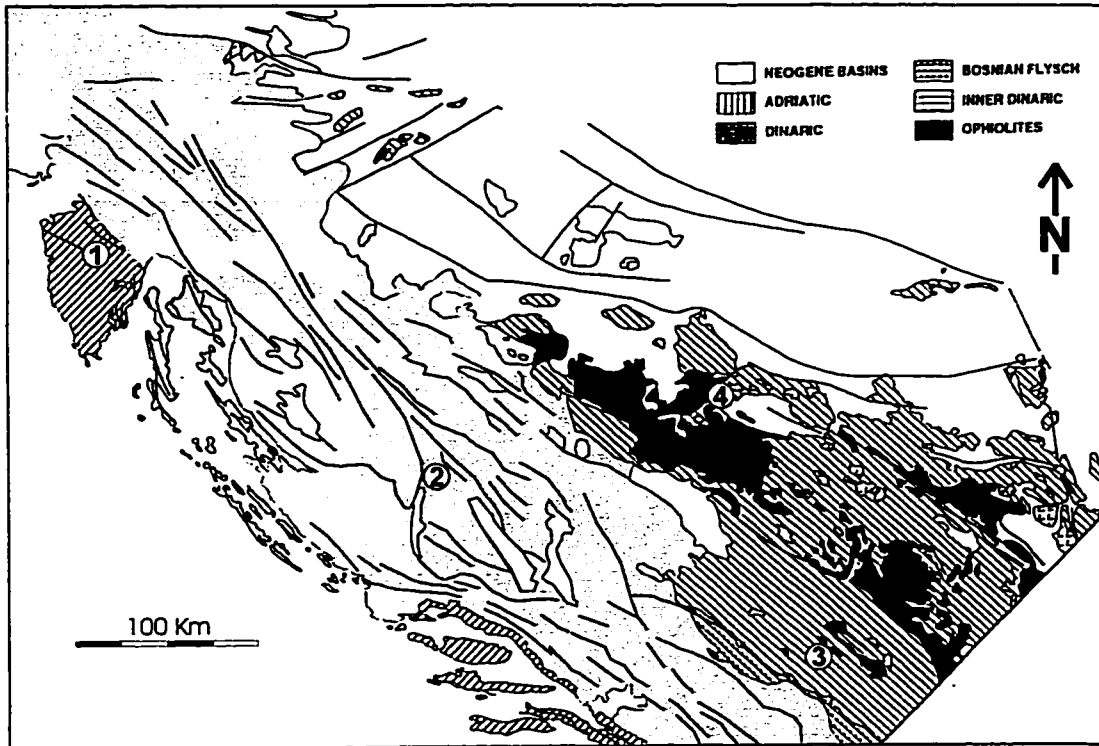 NEOGENE BASINS
BOSNIAN FLYSCH
ADRIATIC
INNER DINARIC
DINARIC
OPHIOLITES
N
1
4
2
3
100 Km